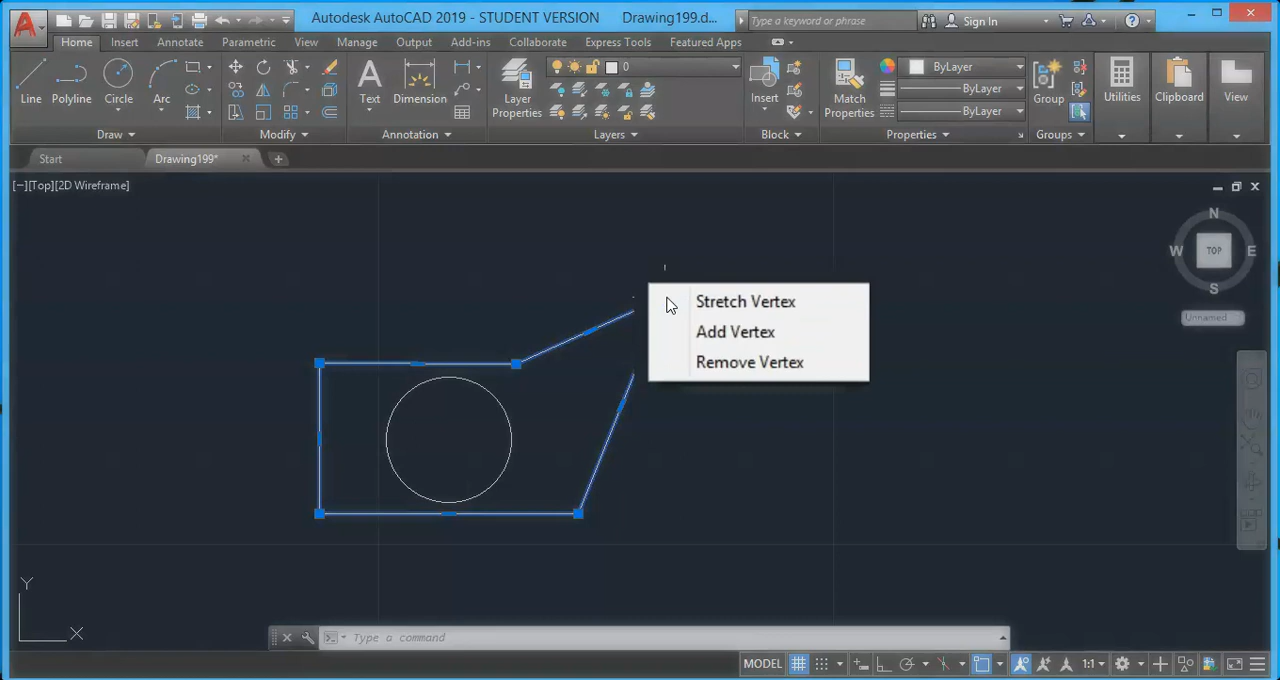 Autodesk AutoCAD 2019 - STUDENT VERSION Drawing199.d... Type a keyword or phrase Sign In
Home Insert Annotate Parametric View Manage Output Add-ins Collaborate Express Tools Featured Apps
0 ByLayer
ByLayer
ByLayer
Line Polyline Circle Arc Text Dimension Layer Properties Insert Match Properties Group Utilities Clipboard View
Draw Modify Annotation Layers Block Properties Groups
Start Drawing199*
[−][Top][2D Wireframe]
N
W TOP E
S
Unnamed
Stretch Vertex
Add Vertex
Remove Vertex
Y
X
Type a command
MODEL 1:1